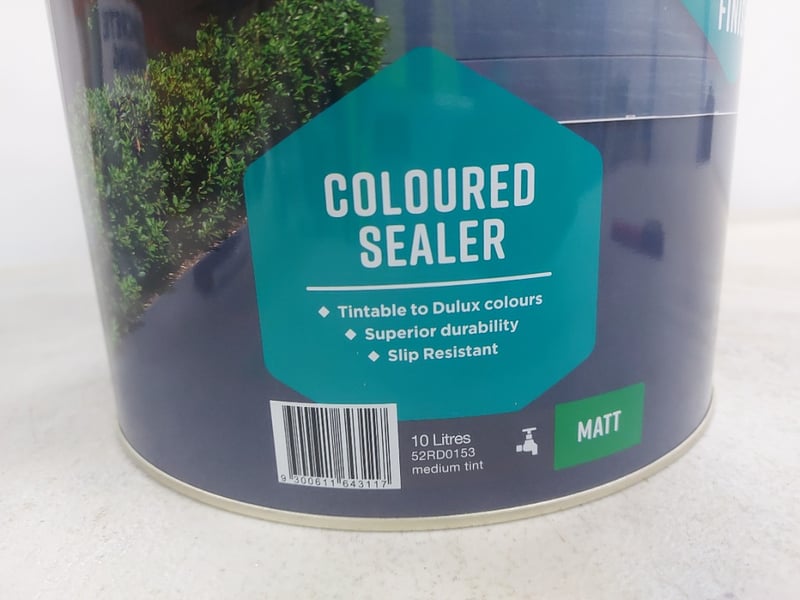 COLOURED
SEALER
Tintable to Dulux colours
Superior durability
Slip Resistant
10 Litres
52RD0153
medium tint
MATT
9 300611 643117